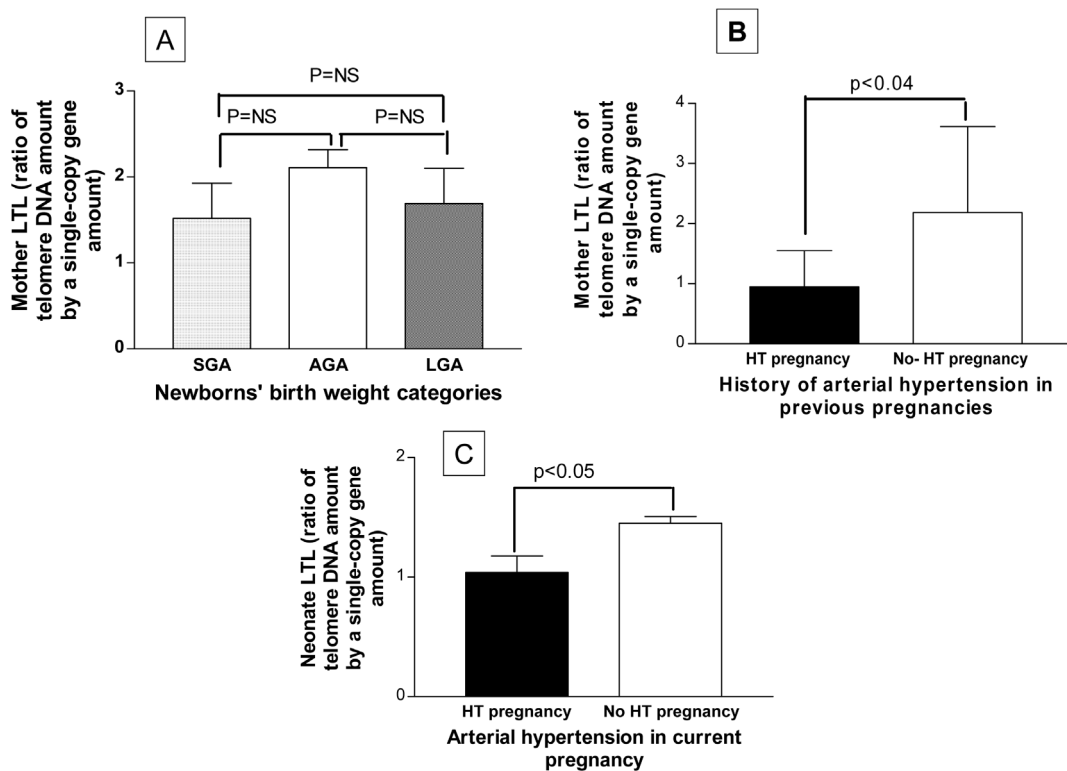 A
P=NS
P=NS
P=NS
Mother LTL (ratio of
telomere DNA amount
by a single-copy gene
amount)
3
2
1
0
SGA
AGA
LGA
Newborns' birth weight categories
B
p<0.04
Mother LTL (ratio of
telomere DNA amount
by a single-copy gene
amount)
4
3
2
1
0
HT pregnancy
No- HT pregnancy
History of arterial hypertension in
previous pregnancies
C
p<0.05
Neonate LTL (ratio of
telomere DNA amount
by a single-copy gene
amount)
2
1
0
HT pregnancy
No HT pregnancy
Arterial hypertension in current
pregnancy